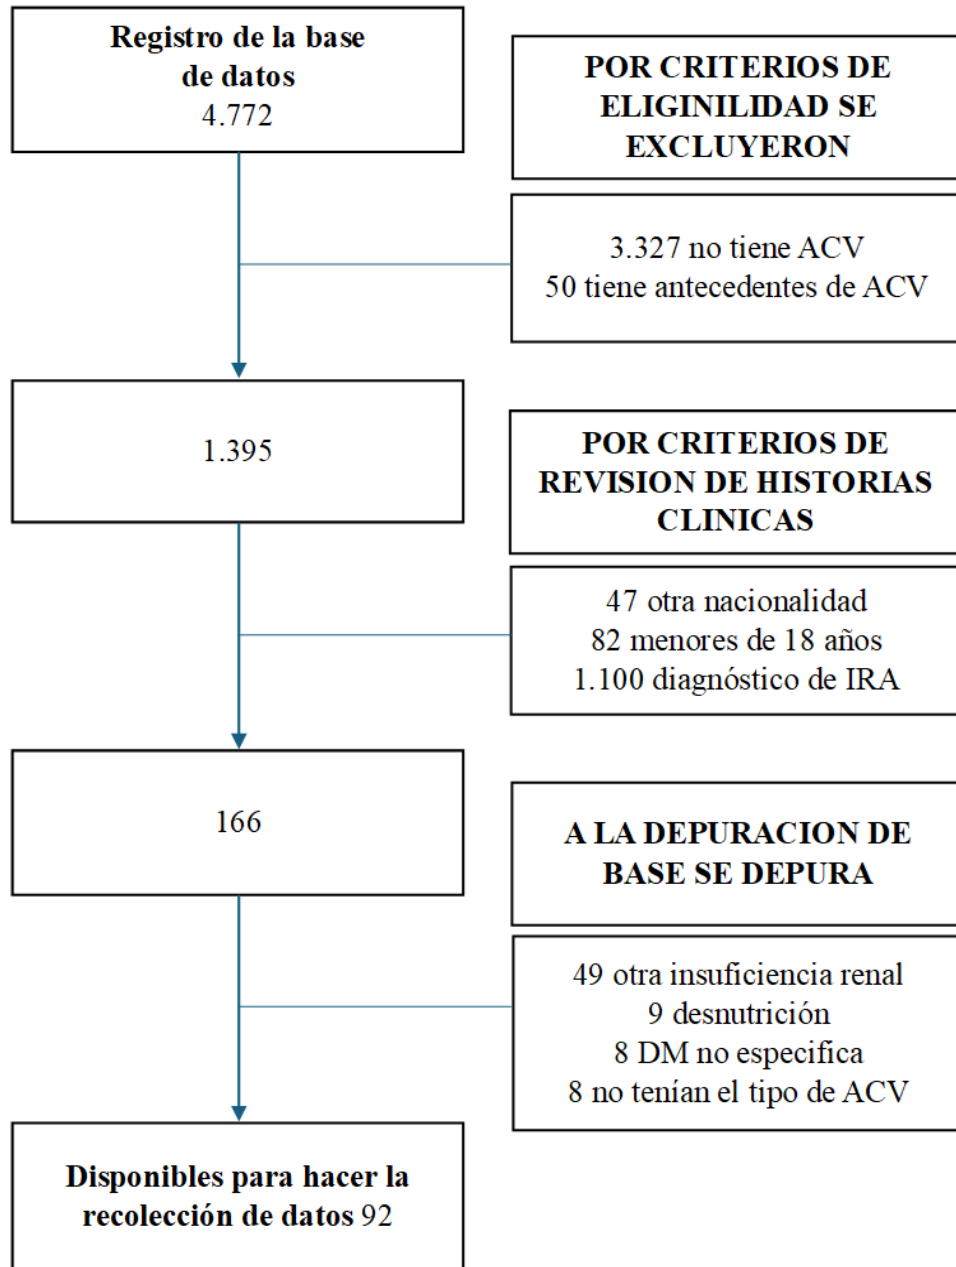 Registro de la base
de datos
4.772
POR CRITERIOS DE
ELIGINILIDAD SE
EXCLUYERON
3.327 no tiene ACV
50 tiene antecedentes de ACV
1.395
POR CRITERIOS DE
REVISION DE HISTORIAS
CLINICAS
47 otra nacionalidad
82 menores de 18 años
1.100 diagnóstico de IRA
166
A LA DEPURACION DE
BASE SE DEPURA
49 otra insuficiencia renal
9 desnutrición
8 DM no especifica
8 no tenían el tipo de ACV
Disponibles para hacer la
recolección de datos 92